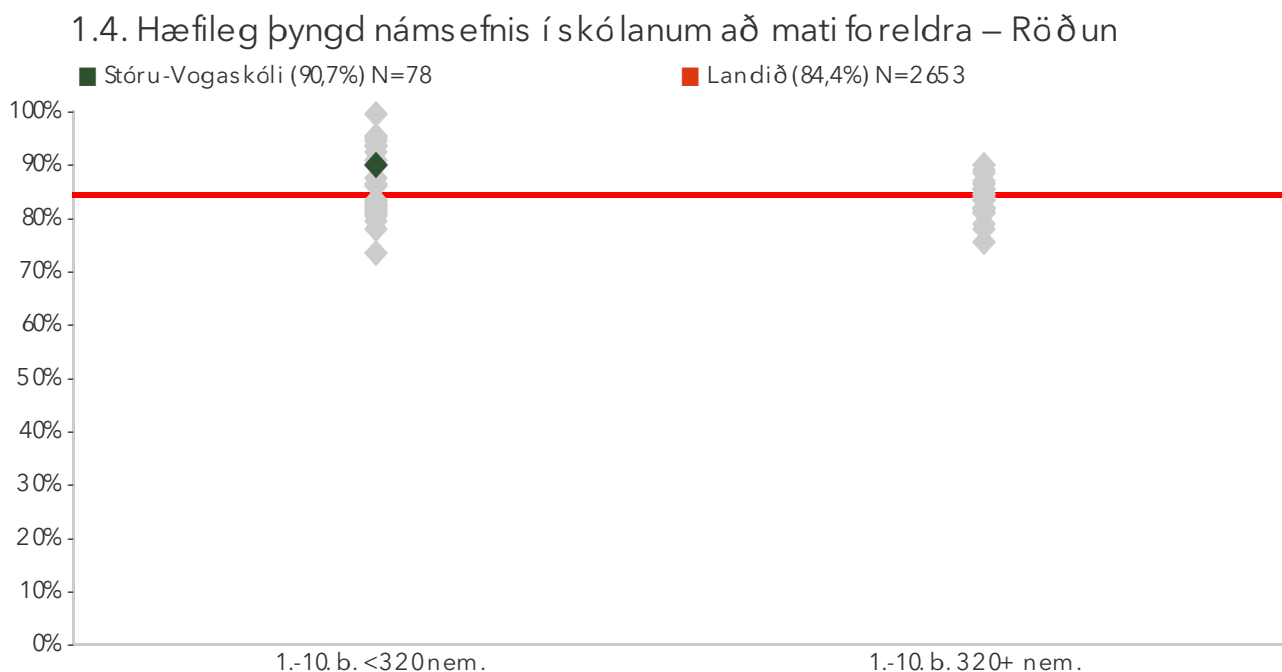 1.4. Hæfileg þyngd námsefnis í skólanum að mati foreldra – Röðun
Stóru-Vogaskóli (90,7%) N=78
Landið (84,4%) N=2653
100%
90%
80%
70%
60%
50%
40%
30%
20%
10%
0%
1.-10. b. <320 nem.
1.-10. b. 320+ nem.